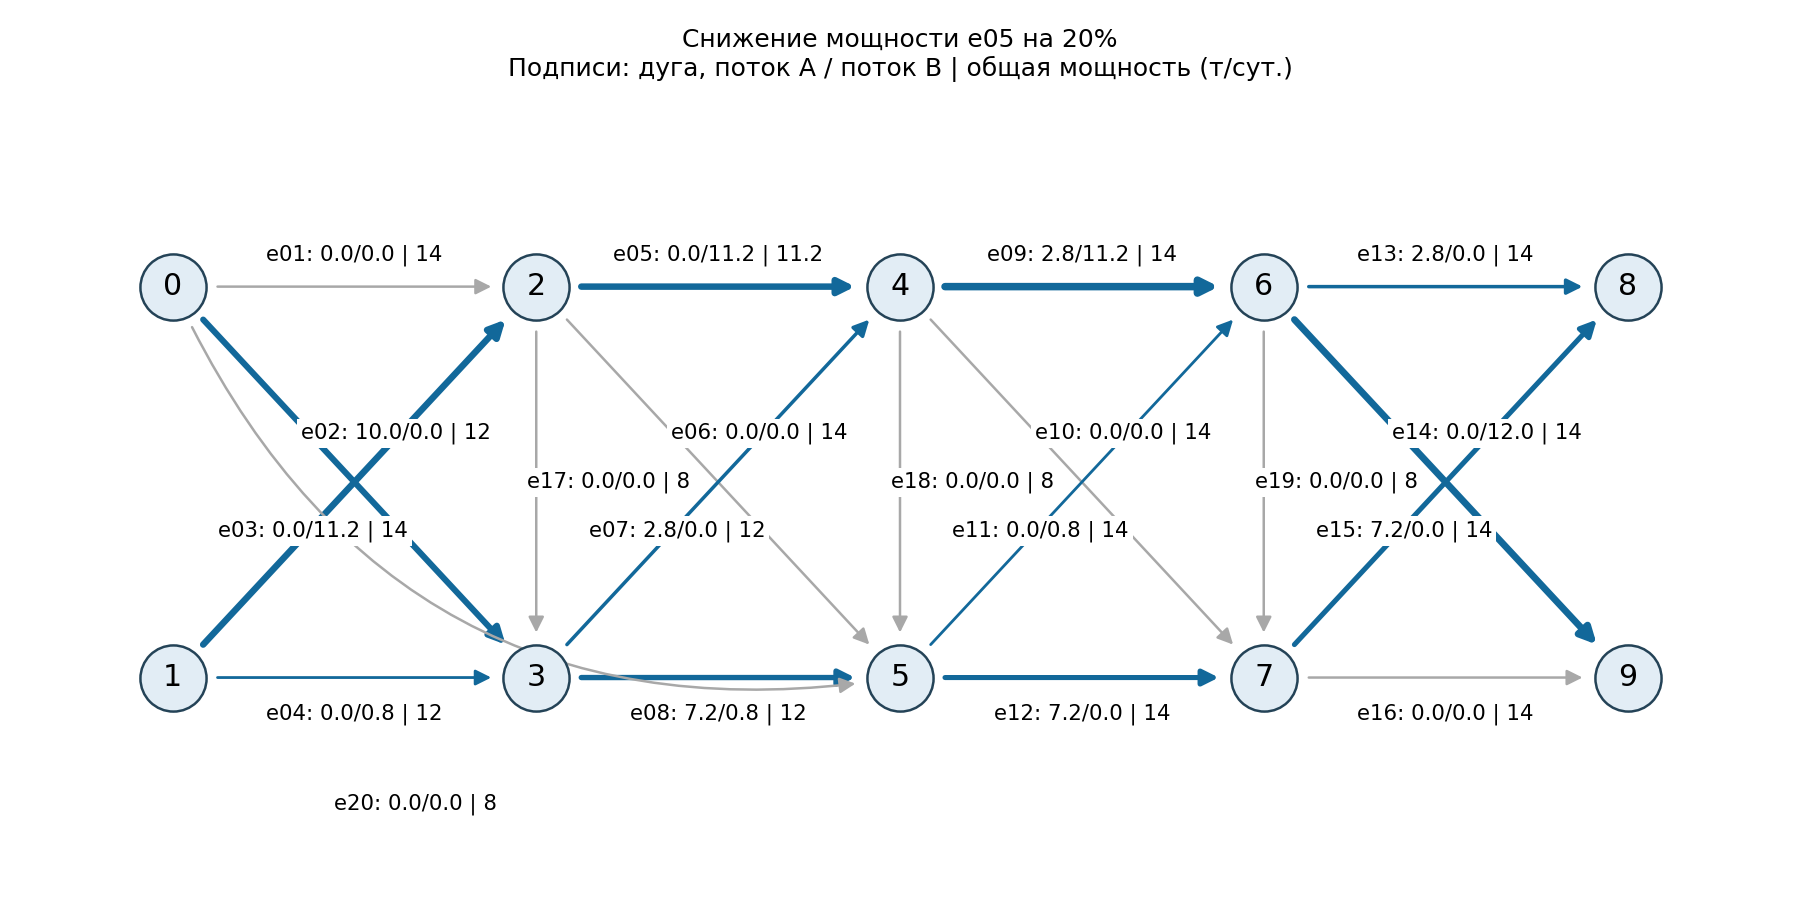 Снижение мощности e05 на 20%
Подписи: дуга, поток A / поток B | общая мощность (т/сут.)
e01: 0.0/0.0 | 14
e05: 0.0/11.2 | 11.2
e09: 2.8/11.2 | 14
e13: 2.8/0.0 | 14
0
2
4
6
8
e02: 10.0/0.0 | 12
e06: 0.0/0.0 | 14
e10: 0.0/0.0 | 14
e14: 0.0/12.0 | 14
e17: 0.0/0.0 | 8
e18: 0.0/0.0 | 8
e19: 0.0/0.0 | 8
e03: 0.0/11.2 | 14
e07: 2.8/0.0 | 12
e11: 0.0/0.8 | 14
e15: 7.2/0.0 | 14
1
3
5
7
9
e04: 0.0/0.8 | 12
e08: 7.2/0.8 | 12
e12: 7.2/0.0 | 14
e16: 0.0/0.0 | 14
e20: 0.0/0.0 | 8